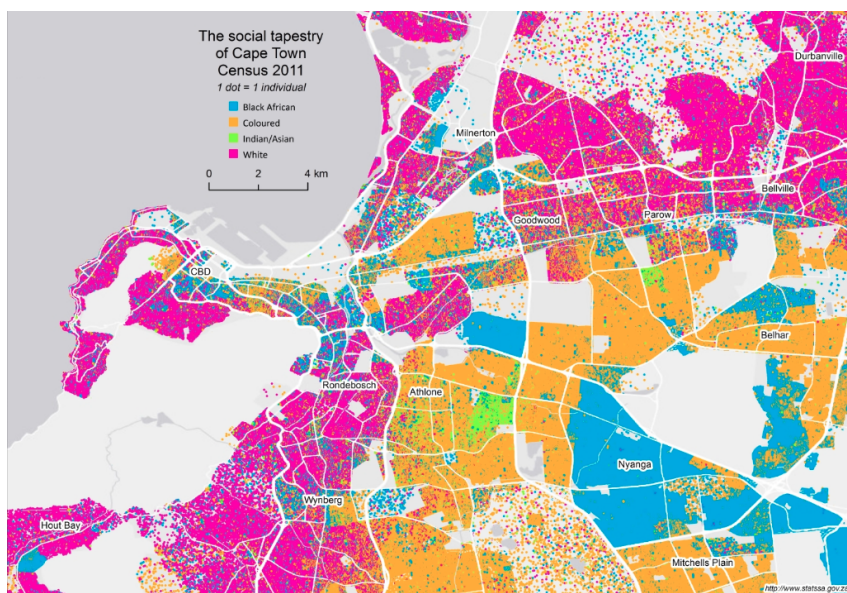 The social tapestry
of Cape Town
Census 2011
1 dot = 1 individual
Black African
Coloured
Indian/Asian
White
0 2 4 km
Durbanville
Milnerton
Bellville
Goodwood
Parow
CBD
Belhar
Rondebosch
Athlone
Nyanga
Wynberg
Hout Bay
Mitchells Plain
http://www.statssa.gov.za